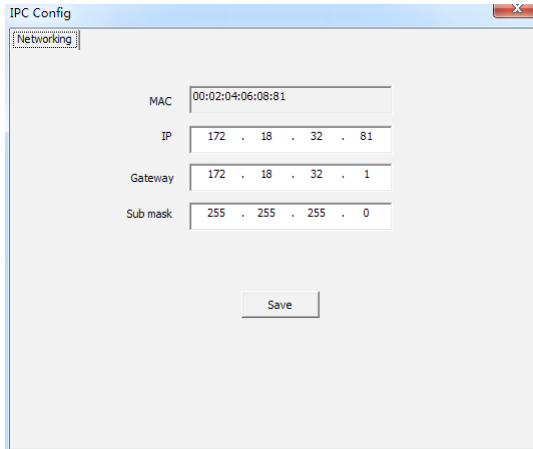 IPC Config
Networking
MAC 00:02:04:06:08:81
IP 172 . 18 . 32 . 81
Gateway 172 . 18 . 32 . 1
Sub mask 255 . 255 . 255 . 0
Save